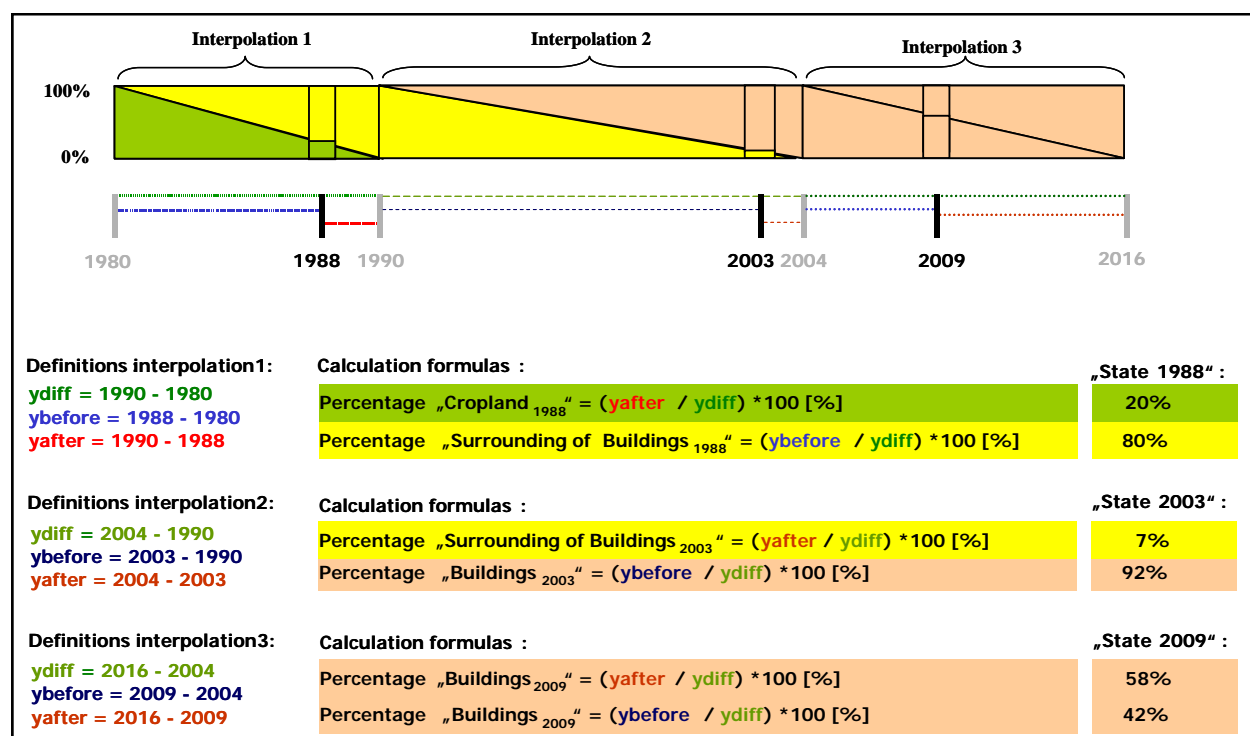 Interpolation 1 Interpolation 2 Interpolation 3
100%
0%
1980 1988 1990 2003 2004 2009 2016
Definitions interpolation1: Calculation formulas : „State 1988“ :
ydiff = 1990 - 1980
ybefore = 1988 - 1980
yafter = 1990 - 1988
Percentage „Cropland 1988“ = (yafter / ydiff) *100 [%] 20%
Percentage „Surrounding of Buildings 1988“ = (ybefore / ydiff) *100 [%] 80%
Definitions interpolation2: Calculation formulas : „State 2003“ :
ydiff = 2004 - 1990
ybefore = 2003 - 1990
yafter = 2004 - 2003
Percentage „Surrounding of Buildings 2003“ = (yafter / ydiff) *100 [%] 7%
Percentage „Buildings 2003“ = (ybefore / ydiff) *100 [%] 92%
Definitions interpolation3: Calculation formulas : „State 2009“ :
ydiff = 2016 - 2004
ybefore = 2009 - 2004
yafter = 2016 - 2009
Percentage „Buildings 2009“ = (yafter / ydiff) *100 [%] 58%
Percentage „Buildings 2009“ = (ybefore / ydiff) *100 [%] 42%